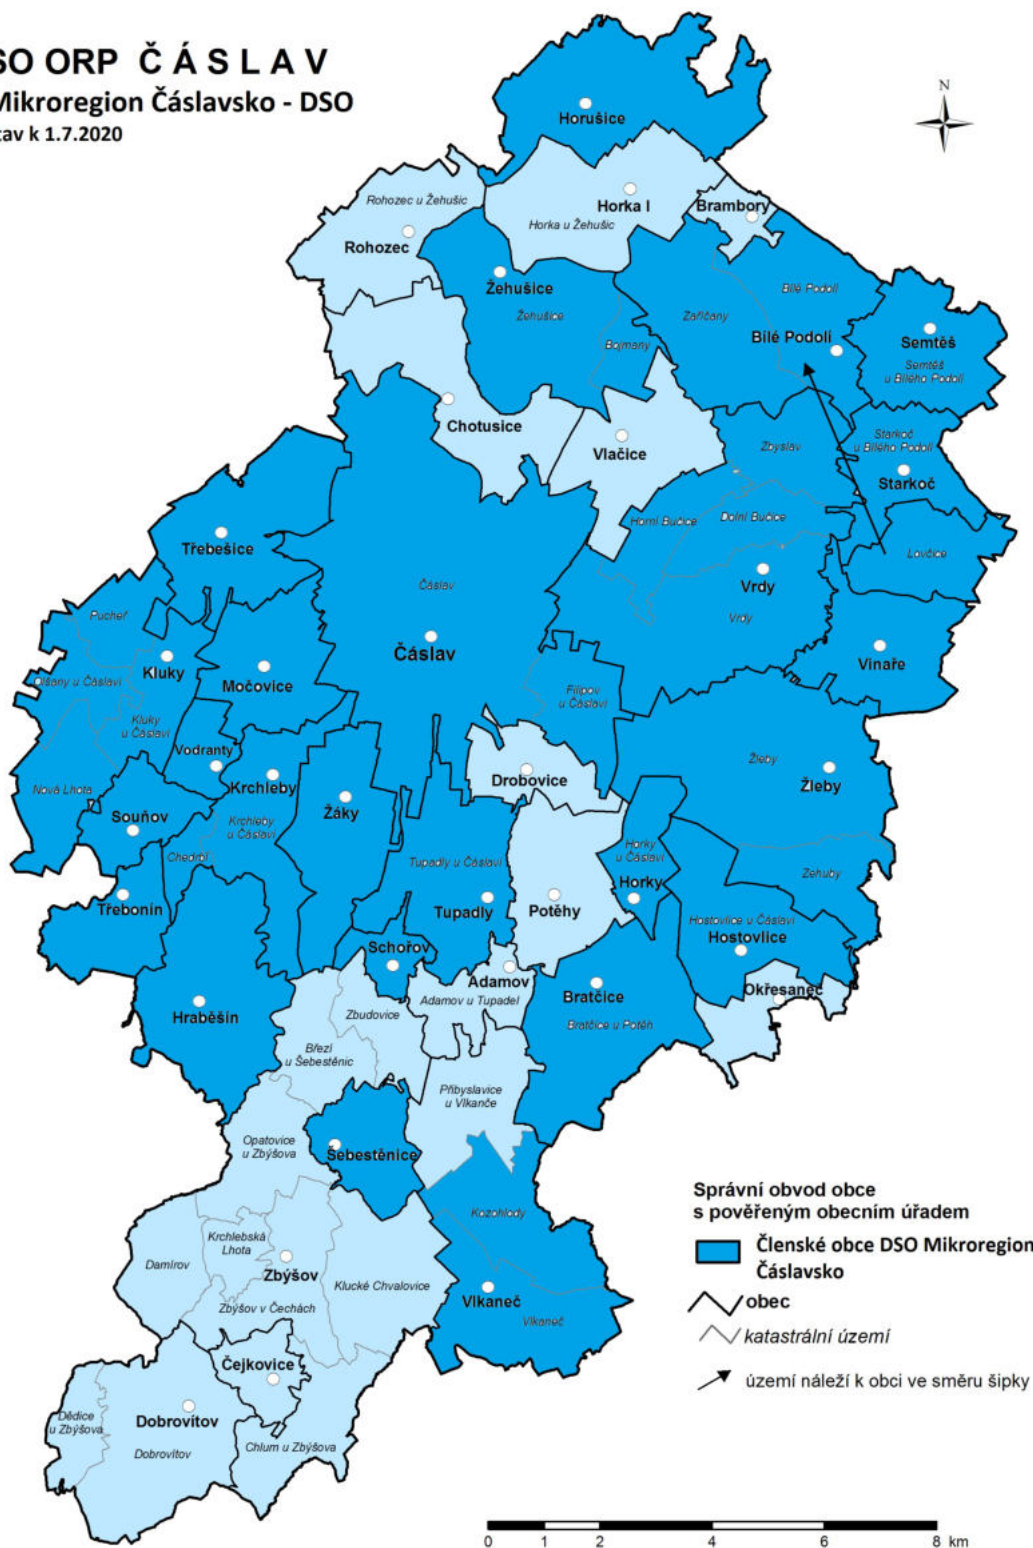 SO ORP ČÁSLAV
Mikroregion Čáslavsko - DSO
tav k 1.7.2020
N
Horušice
Rohozec u Žehušic
Horka I
Brambory
Horka u Žehušic
Rohozec
Žehušice
Žehušice
Bílé Podolí
Zaříčany
Bojmany
Bílé Podolí
Semtěš
Semtěš
u Bílého Podolí
Chotusice
Vlačice
Zbyslav
Starkoč
u Bílého Podolí
Starkoč
Horní Bučice
Dolní Bučice
Třebešice
Lovčice
Čáslav
Vrdy
Vrdy
Pucheř
Čáslav
Kluky
Močovice
Vinaře
Olšany u Čáslavi
Kluky
u Čáslavi
Filipov
u Čáslavi
Vodranty
Krchleby
Drobovice
Žleby
Žleby
Nová Lhota
Souňov
Krchleby
u Čáslavi
Žáky
Chedrbí
Tupadly u Čáslavi
Horky
u Čáslavi
Zehuby
Horky
Třebonín
Tupadly
Potěhy
Hostovlice u Čáslavi
Hostovlice
Schořov
Adamov
Adamov u Tupadel
Bratčice
Bratčice u Potěh
Okřesaneč
Hraběšín
Zbudovice
Březí
u Šebestěnic
Přibyslavice
u Vlkanče
Opatovice
u Zbýšova
Šebestěnice
Kozohlody
Krchlebská
Lhota
Damírov
Zbýšov
Klucké Chvalovice
Zbýšov v Čechách
Vlkaneč
Vlkaneč
Čejkovice
Dědice
u Zbýšova
Dobrovítov
Dobrovítov
Chlum u Zbýšova
Správní obvod obce
s pověřeným obecním úřadem
Členské obce DSO Mikroregion
Čáslavsko
obec
katastrální území
území náleží k obci ve směru šipky
0 1 2 4 6 8 km